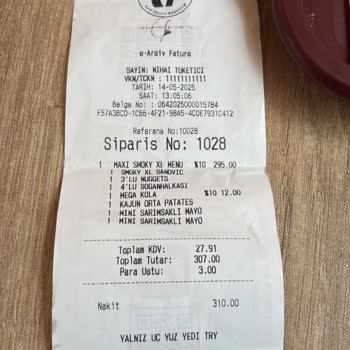 e-Arsiv Fatura
SAYIN: NIHAI TUKETICI
VKN/TCKN : 11111111111
TARIH: 14-05-2025
SAAT: 13:05:06
Belge No: : 0642025000015784
F57A3BCD-1C66-4F21-98A5-4C0E7931C412
Referans No:10028
Siparis No: 1028
1 MAXI SMOKY XL MENU %10 295.00
1 SMOKY XL SANDVIC
1 3'LU NUGGETS
1 4'LU SOGANHALKASI
1 MEGA KOLA %10 12.00
1 KAJUN ORTA PATATES
1 MINI SARIMSAKLI MAYO
1 MINI SARIMSAKLI MAYO
Toplam KDV: 27.91
Toplam Tutar: 307.00
Para Ustu: 3.00
Nakit 310.00
YALNIZ UC YUZ YEDI TRY